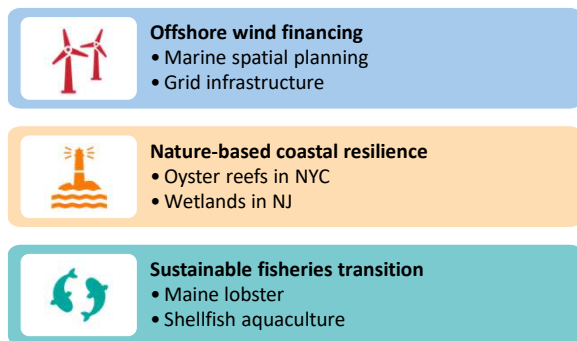 Offshore wind financing
• Marine spatial planning
• Grid infrastructure
Nature-based coastal resilience
• Oyster reefs in NYC
• Wetlands in NJ
Sustainable fisheries transition
• Maine lobster
• Shellfish aquaculture